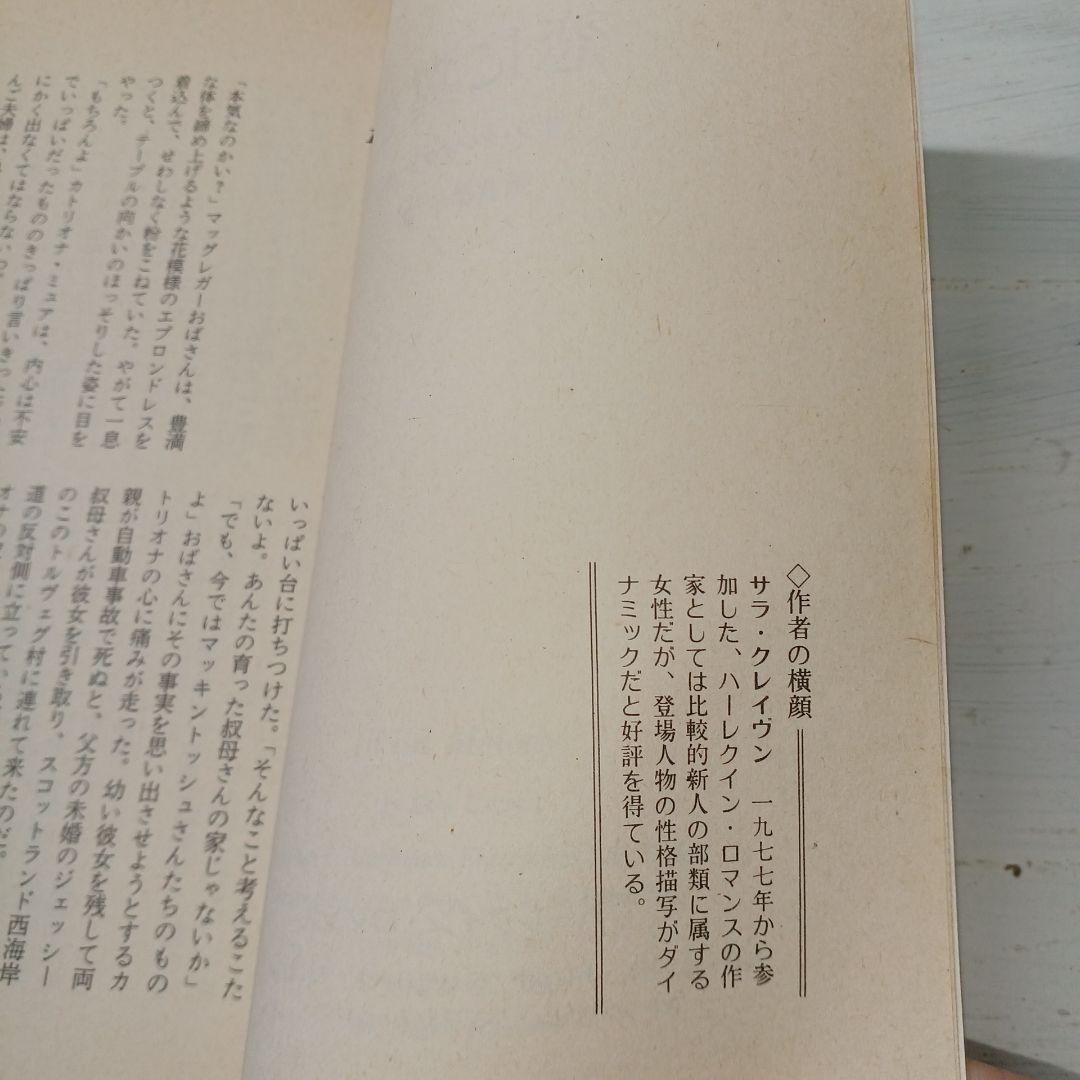 ◇作者の横顔
サラ・クレイヴン　一九七七年から参
加した、ハーレクイン・ロマンスの作
家としては比較的新人の部類に属する
女性だが、登場人物の性格描写がダイ
ナミックだと好評を得ている。
「本気なのかい?」マッグレガーおばさんは、豊満
な体を締め上げるような花模様のエプロンドレスを
着込んで、せわしなく粉をこねていた。やがて一息
つくと、テーブルの向かいのほっそりした姿に目を
やった。
「もちろんよ」カトリオナ・ミュアは、内心は不安
でいっぱいだったもののきっぱり言いきった
にかく出なくてはならない
んご夫婦は、
いっぱい台に打ちつけた。「そんなこと考えるこた
ないよ。あんたの育った叔母さんの家じゃないか」
「でも、今ではマッキントッシュさんたちのもの
よ」おばさんにその事実を思い出させようとするカ
トリオナの心に痛みが走った。幼い彼女を残して両
親が自動車事故で死ぬと、父方の未婚のジェッシー
叔母さんが彼女を引き取り、スコットランド西海岸
のこのトルヴェグ村に連れて来たのだ。
道の反対側に立って